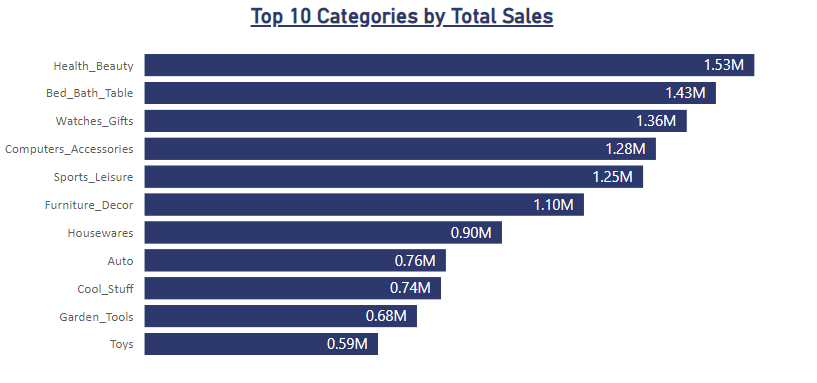 Top 10 Categories by Total Sales
Health_Beauty 1.53M
Bed_Bath_Table 1.43M
Watches_Gifts 1.36M
Computers_Accessories 1.28M
Sports_Leisure 1.25M
Furniture_Decor 1.10M
Housewares 0.90M
Auto 0.76M
Cool_Stuff 0.74M
Garden_Tools 0.68M
Toys 0.59M